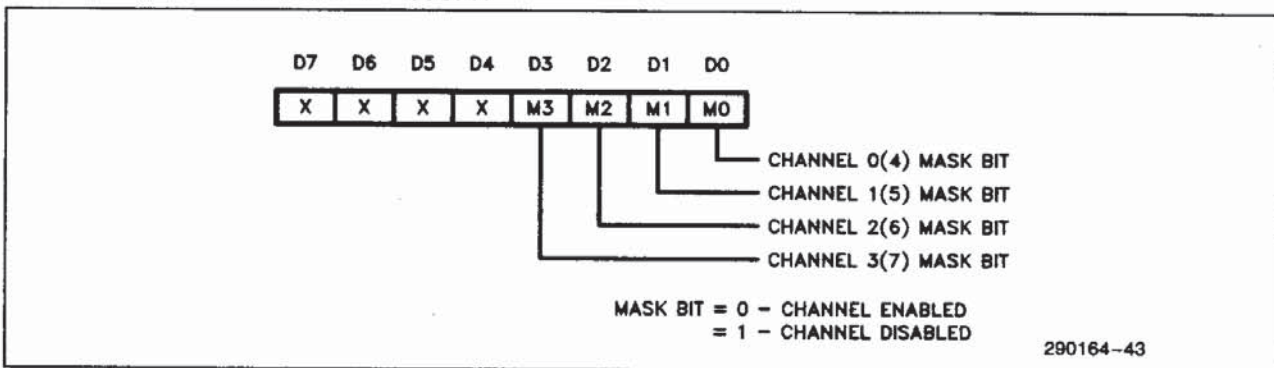 D7 D6 D5 D4 D3 D2 D1 D0
X X X X M3 M2 M1 M0
CHANNEL 0(4) MASK BIT
CHANNEL 1(5) MASK BIT
CHANNEL 2(6) MASK BIT
CHANNEL 3(7) MASK BIT
MASK BIT = 0 – CHANNEL ENABLED
= 1 – CHANNEL DISABLED
290164–43